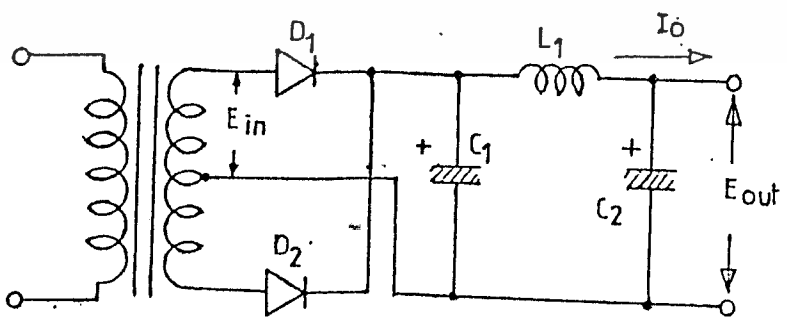 D1
L1
Io
Ein
+
C1
+
C2
Eout
D2